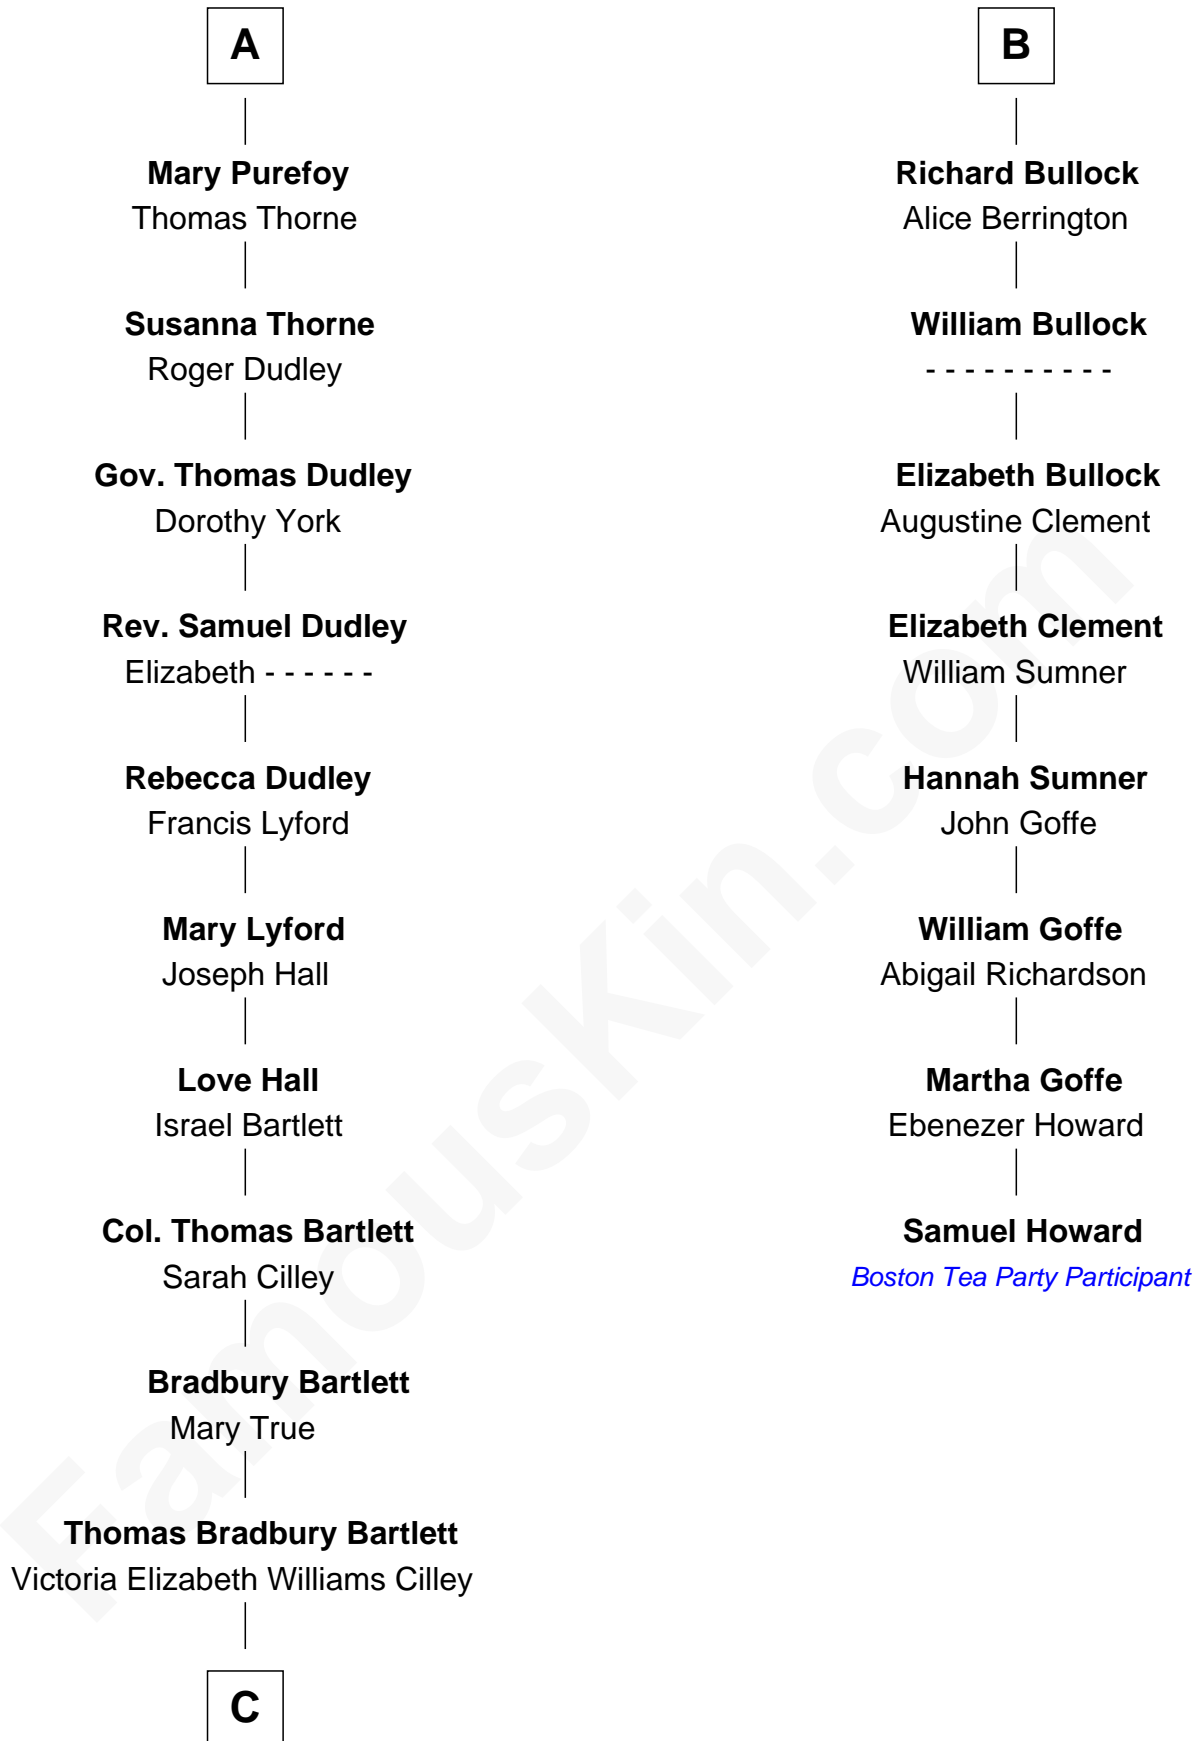 A
Mary Purefoy
Thomas Thorne
Susanna Thorne
Roger Dudley
Gov. Thomas Dudley
Dorothy York
Rev. Samuel Dudley
Elizabeth - - - - - -
Rebecca Dudley
Francis Lyford
Mary Lyford
Joseph Hall
Love Hall
Israel Bartlett
Col. Thomas Bartlett
Sarah Cilley
Bradbury Bartlett
Mary True
Thomas Bradbury Bartlett
Victoria Elizabeth Williams Cilley
C
B
Richard Bullock
Alice Berrington
William Bullock
- - - - - - - - - -
Elizabeth Bullock
Augustine Clement
Elizabeth Clement
William Sumner
Hannah Sumner
John Goffe
William Goffe
Abigail Richardson
Martha Goffe
Ebenezer Howard
Samuel Howard
Boston Tea Party Participant
FamousKin.com